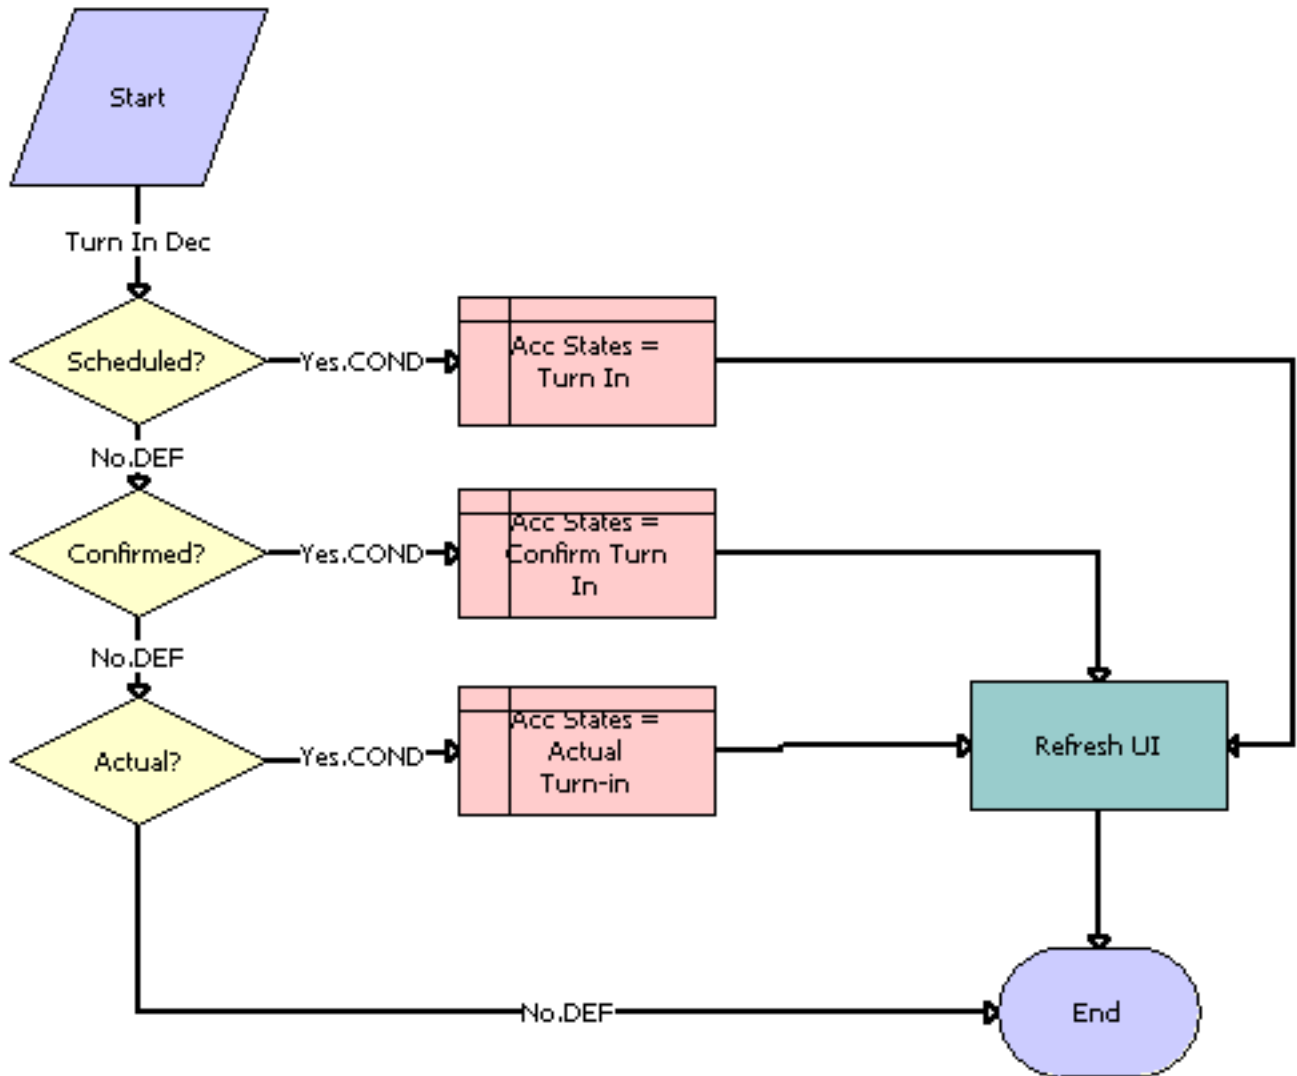 Start
Turn In Dec
Scheduled?
Yes.COND
Acc States =
Turn In
No.DEF
Confirmed?
Yes.COND
Acc States =
Confirm Turn
In
No.DEF
Actual?
Yes.COND
Acc States =
Actual
Turn-in
Refresh UI
No.DEF
End